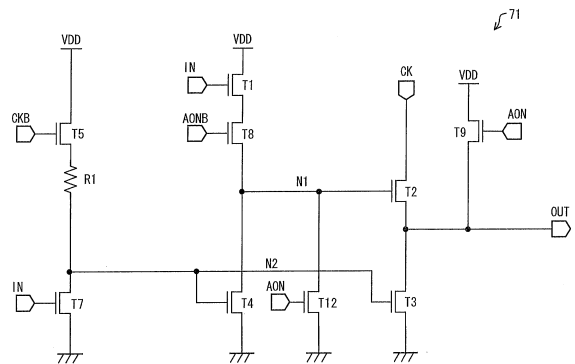 71
VDD
VDD
IN
T1
CK
VDD
CKB
T5
AONB
T8
T9
AON
R1
N1
T2
OUT
N2
IN
T7
T4
AON
T12
T3